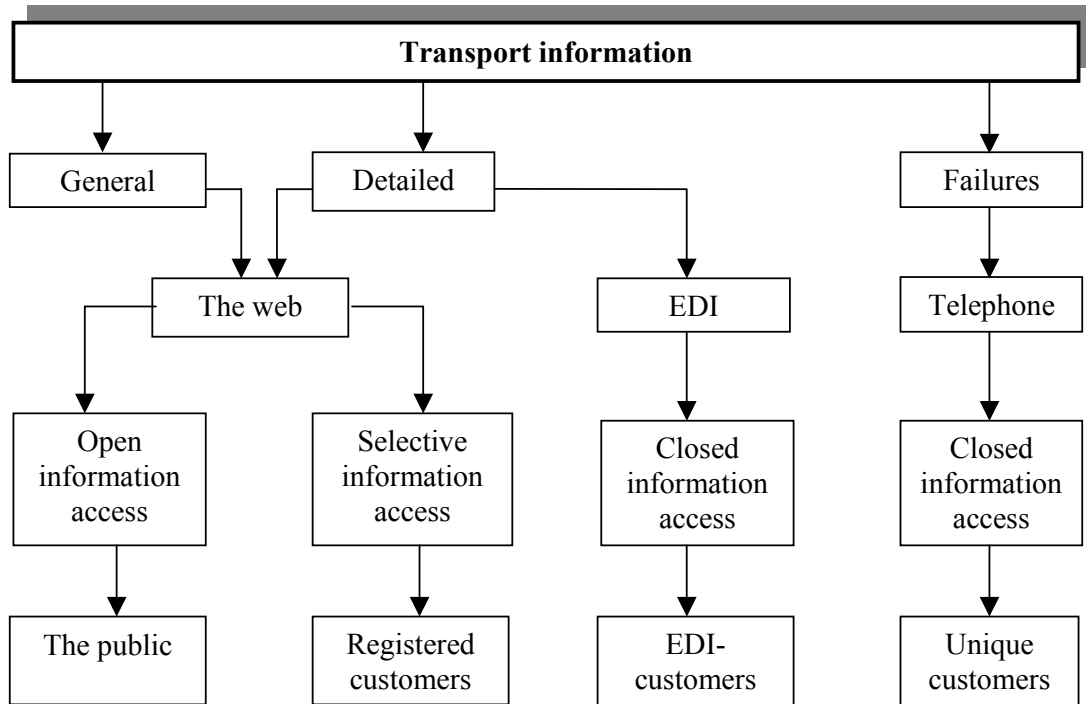 Transport information
General
Detailed
Failures
The web
EDI
Telephone
Open
information
access
Selective
information
access
Closed
information
access
Closed
information
access
The public
Registered
customers
EDI-
customers
Unique
customers